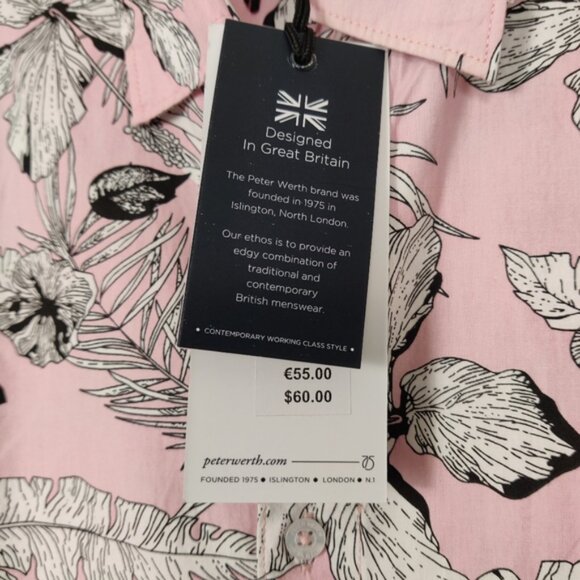 Designed
In Great Britain
The Peter Werth brand was
founded in 1975 in
Islington, North London.
Our ethos is to provide an
edgy combination of
traditional and
contemporary
British menswear.
• CONTEMPORARY WORKING CLASS STYLE •
€55.00
$60.00
peterwerth.com
75
FOUNDED 1975 • ISLINGTON • LONDON • N.1